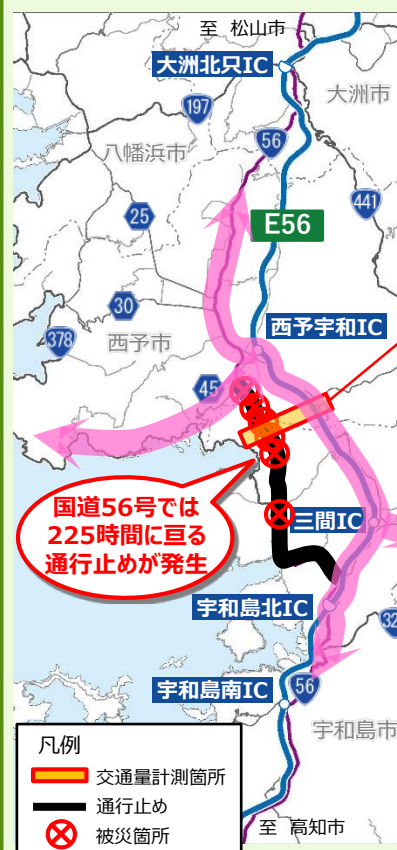 至 松山市
大洲北只IC
大洲市
197
56
八幡浜市
441
25
E56
30
西予宇和IC
378
西予市
45
国道56号では
225時間に亘る
通行止めが発生
三間IC
宇和島北IC
56
宇和島南IC
宇和島市
凡例
交通量計測箇所
通行止め
被災箇所
至 高知市